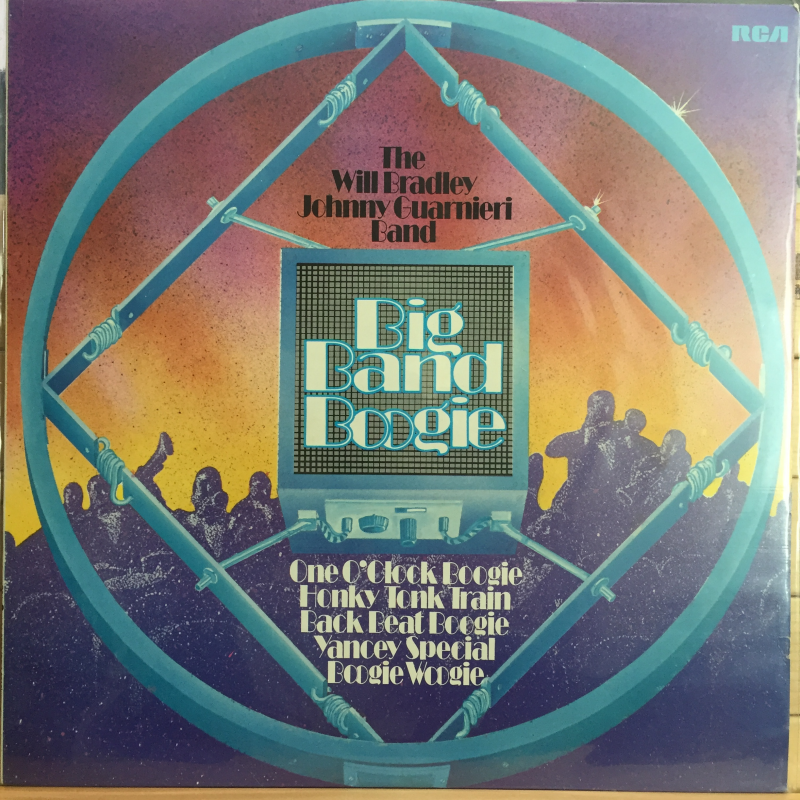 RCA
The
Will Bradley
Johnny Guarnieri
Band
Big
Band
Boogie
One O'Clock Boogie
Honky Tonk Train
Back Beat Boogie
Yancey Special
Boogie Woogie